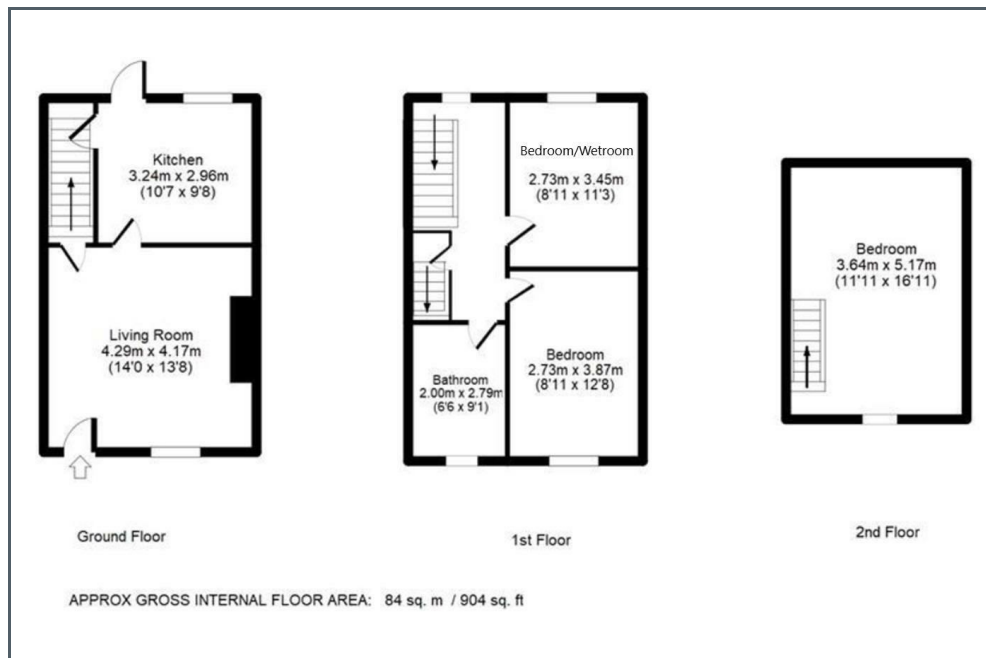 Kitchen
3.24m x 2.96m
(10'7 x 9'8)
Living Room
4.29m x 4.17m
(14'0 x 13'8)
Ground Floor
Bedroom/Wetroom
2.73m x 3.45m
(8'11 x 11'3)
Bedroom
2.73m x 3.87m
(8'11 x 12'8)
Bathroom
2.00m x 2.79m
(6'6 x 9'1)
1st Floor
Bedroom
3.64m x 5.17m
(11'11 x 16'11)
2nd Floor
APPROX GROSS INTERNAL FLOOR AREA: 84 sq. m / 904 sq. ft